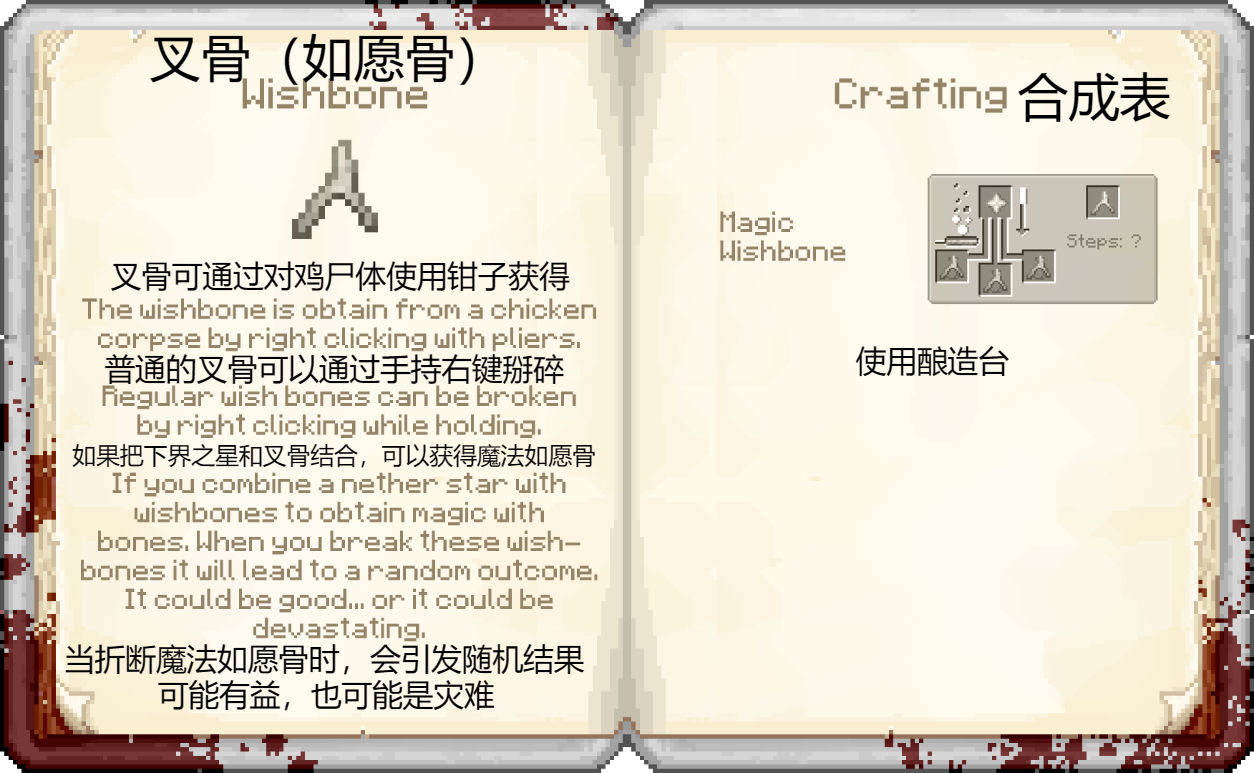 叉骨（如愿骨）
Wishbone
叉骨可通过对鸡尸体使用钳子获得
The wishbone is obtain from a chicken
corpse by right clicking with pliers.
普通的叉骨可以通过手持右键掰碎
Regular wish bones can be broken
by right clicking while holding.
如果把下界之星和叉骨结合，可以获得魔法如愿骨
If you combine a nether star with
wishbones to obtain magic with
bones. When you break these wish-
bones it will lead to a random outcome.
It could be good... or it could be
devastating.
当折断魔法如愿骨时，会引发随机结果
可能有益，也可能是灾难
Crafting 合成表
Magic
Wishbone
Steps: ?
使用酿造台